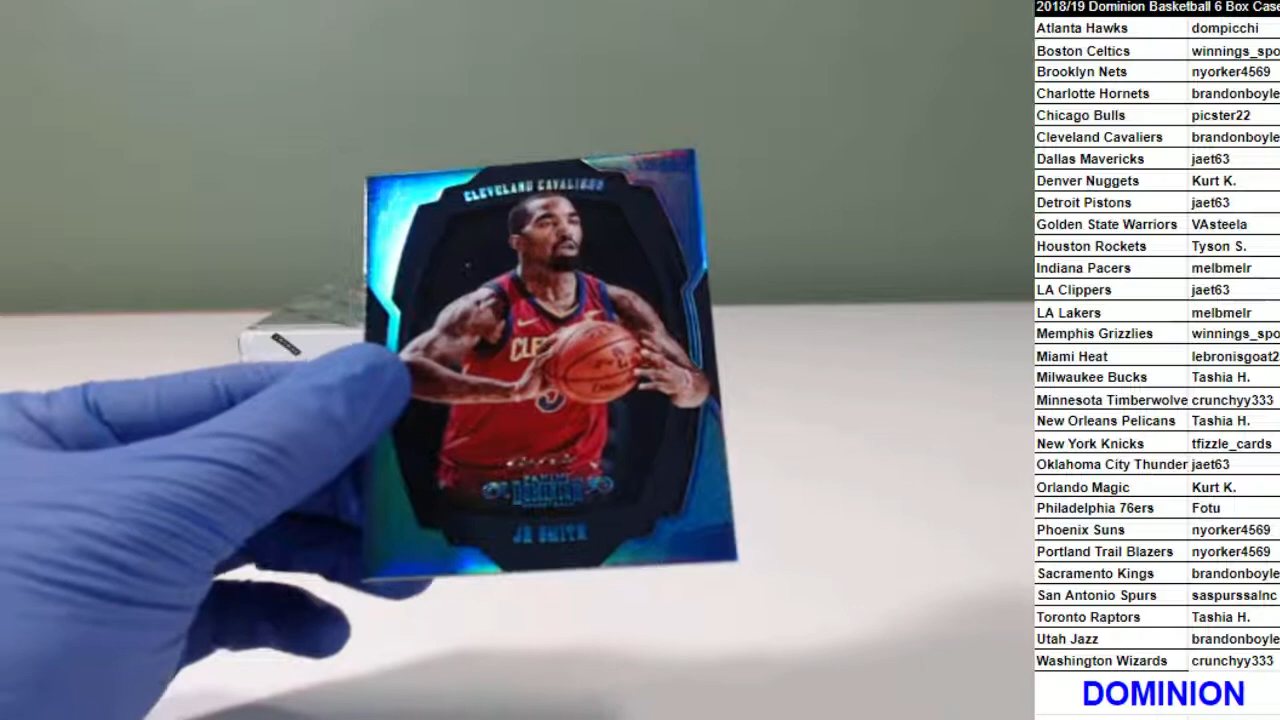 CLEVELAND CAVALIERS
CLE
5
PANINI
DOMINION
BASKETBALL
JR SMITH
2018/19 Dominion Basketball 6 Box Case
Atlanta Hawks dompicchi
Boston Celtics winnings_spo
Brooklyn Nets nyorker4569
Charlotte Hornets brandonboyle
Chicago Bulls picster22
Cleveland Cavaliers brandonboyle
Dallas Mavericks jaet63
Denver Nuggets Kurt K.
Detroit Pistons jaet63
Golden State Warriors VAsteela
Houston Rockets Tyson S.
Indiana Pacers melbmelr
LA Clippers jaet63
LA Lakers melbmelr
Memphis Grizzlies winnings_spo
Miami Heat lebronisgoat2
Milwaukee Bucks Tashia H.
Minnesota Timberwolve crunchyy333
New Orleans Pelicans Tashia H.
New York Knicks tfizzle_cards
Oklahoma City Thunder jaet63
Orlando Magic Kurt K.
Philadelphia 76ers Fotu
Phoenix Suns nyorker4569
Portland Trail Blazers nyorker4569
Sacramento Kings brandonboyle
San Antonio Spurs saspurssalnc
Toronto Raptors Tashia H.
Utah Jazz brandonboyle
Washington Wizards crunchyy333
DOMINION